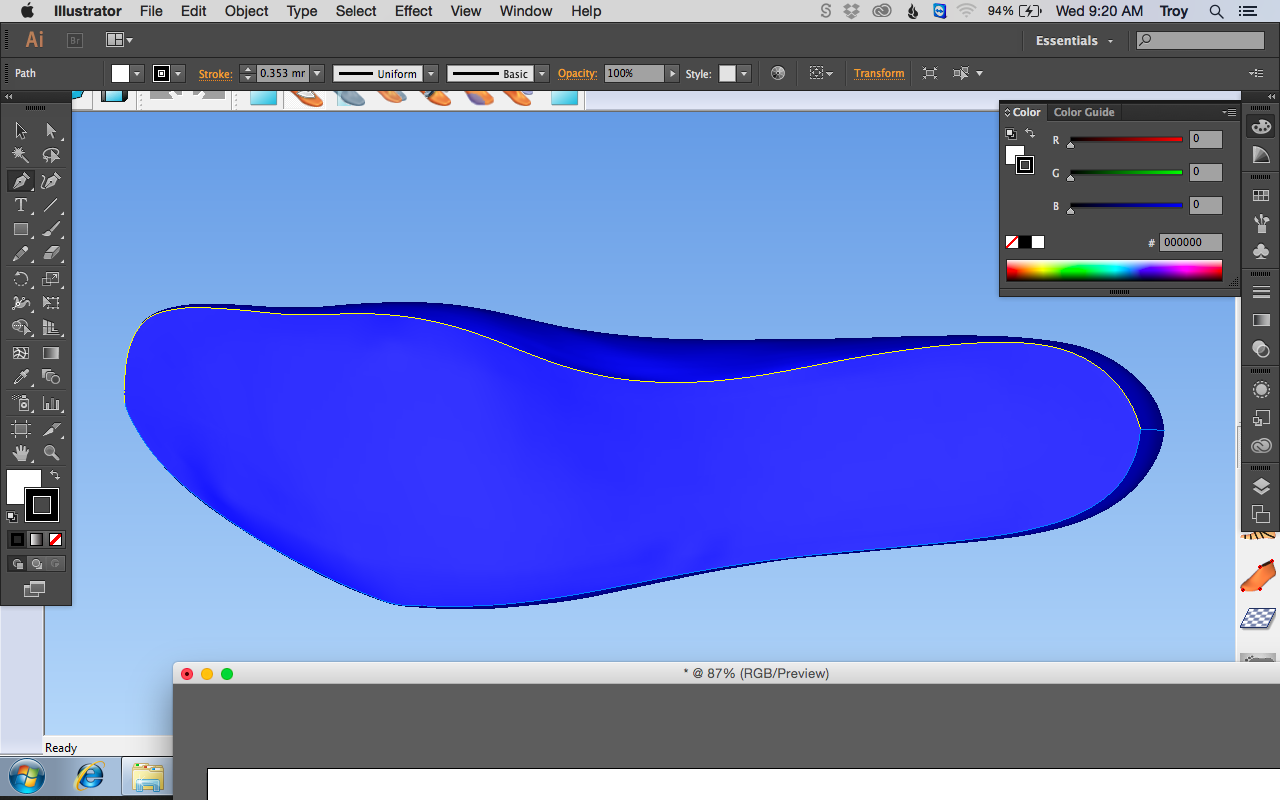 Illustrator File Edit Object Type Select Effect View Window Help 94% Wed 9:20 AM Troy
Ai Br Essentials
Path Stroke: 0.353 mr Uniform Basic Opacity: 100% Style: Transform
Color Color Guide
R 0
G 0
B 0
# 000000
T
* @ 87% (RGB/Preview)
Ready